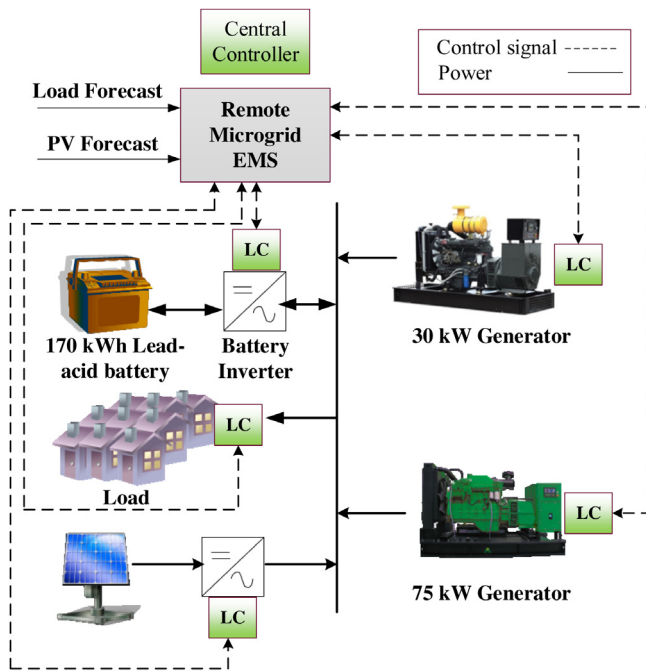 Central
Controller
Control signal
Power
Load Forecast
PV Forecast
Remote
Microgrid
EMS
LC
LC
170 kWh Lead-
acid battery
Battery
Inverter
30 kW Generator
LC
Load
LC
75 kW Generator
LC